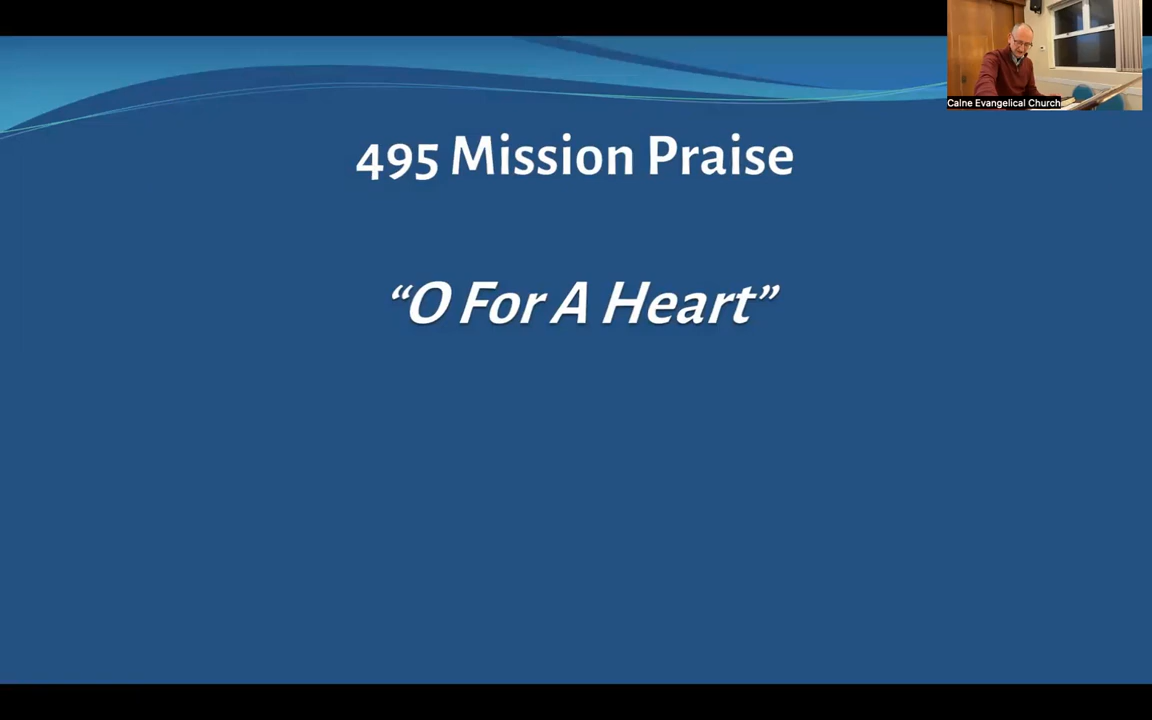 Calne Evangelical Church
495 Mission Praise
“O For A Heart”